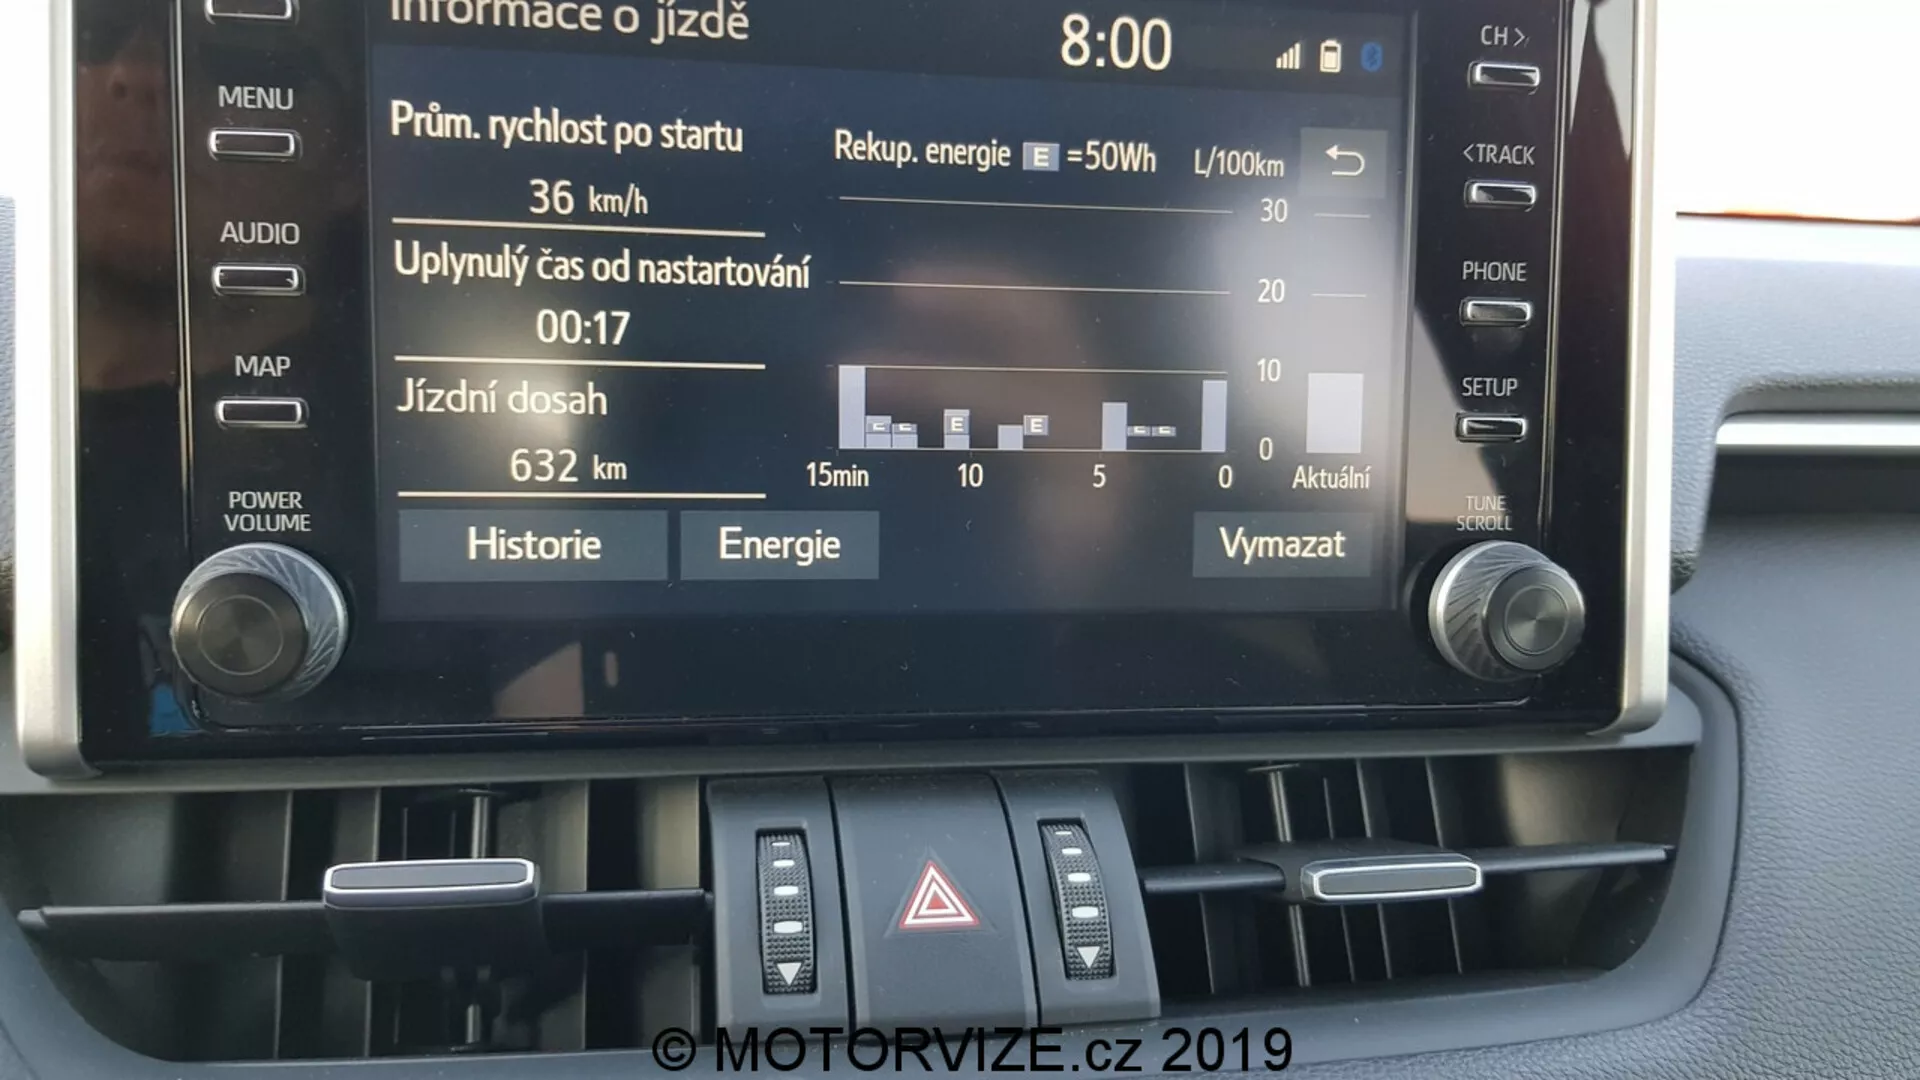 Informace o jízdě
8:00
CH >
MENU
Prům. rychlost po startu
36 km/h
Rekup. energie E =50Wh L/100km
<TRACK
30
AUDIO
Uplynulý čas od nastartování
00:17
20
PHONE
MAP
Jízdní dosah
632 km
10
E E E E E E
0
SETUP
15min 10 5 0 Aktuální
POWER
VOLUME
TUNE
SCROLL
Historie
Energie
Vymazat
© MOTORVIZE.cz 2019